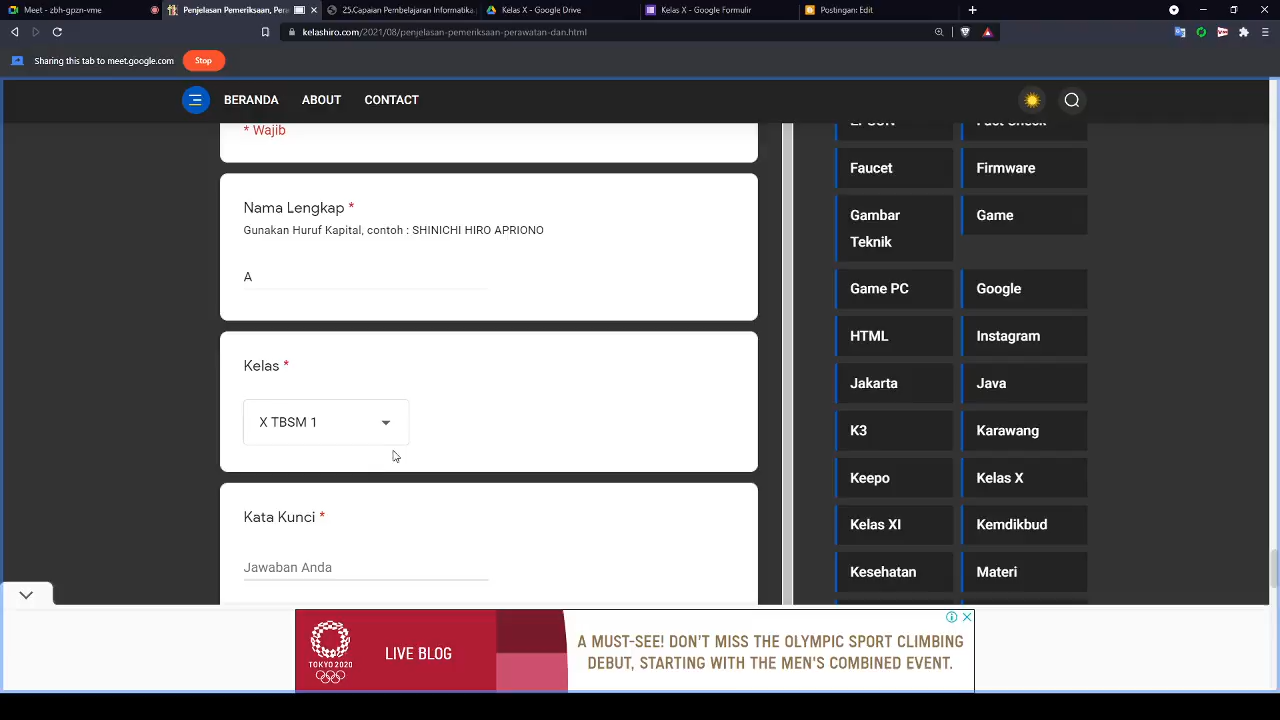 Meet - zbh-gpzn-vme
Penjelasan Pemeriksaan, Per
25.Capaian Pembelajaran Informatika
Kelas X - Google Drive
Kelas X - Google Formulir
Postingan: Edit
kelashiro.com/2021/08/penjelasan-pemeriksaan-perawatan-dan.html
Sharing this tab to meet.google.com
Stop
BERANDA
ABOUT
CONTACT
* Wajib
Nama Lengkap *
Gunakan Huruf Kapital, contoh : SHINICHI HIRO APRIONO
A
Kelas *
X TBSM 1
Kata Kunci *
Jawaban Anda
EPSON
Fact Check
Faucet
Firmware
Gambar
Teknik
Game
Game PC
Google
HTML
Instagram
Jakarta
Java
K3
Karawang
Keepo
Kelas X
Kelas XI
Kemdikbud
Kesehatan
Materi
TOKYO 2020
LIVE BLOG
A MUST-SEE! DON'T MISS THE OLYMPIC SPORT CLIMBING
DEBUT, STARTING WITH THE MEN'S COMBINED EVENT.